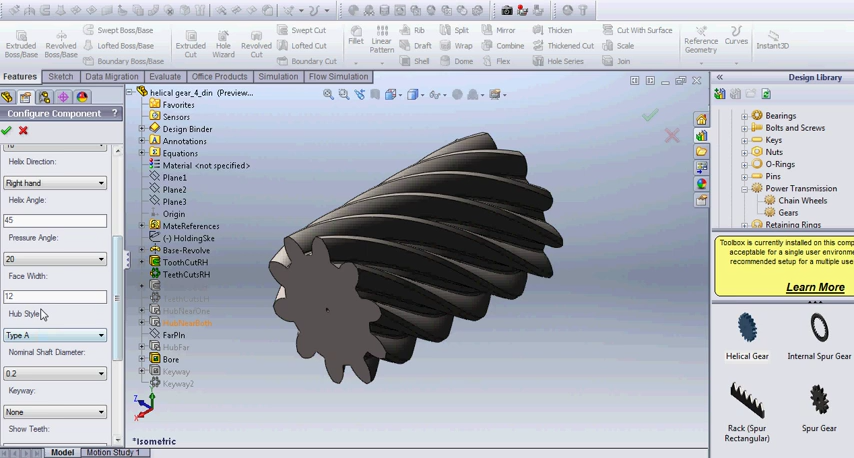 Swept Boss/Base
Lofted Boss/Base
Boundary Boss/Base
Extruded Boss/Base
Revolved Boss/Base
Extruded Cut
Hole Wizard
Revolved Cut
Swept Cut
Lofted Cut
Boundary Cut
Fillet
Linear Pattern
Rib
Draft
Shell
Split
Wrap
Flex
Mirror
Combine
Hole Series
Thicken
Thickened Cut
Cut With Surface
Scale
Join
Reference Geometry
Curves
Instant3D
Features
Sketch
Data Migration
Evaluate
Office Products
Simulation
Flow Simulation
Configure Component ?
Helix Direction:
Right hand
Helix Angle:
45
Pressure Angle:
20
Face Width:
12
Hub Style:
Type A
Nominal Shaft Diameter:
0.2
Keyway:
None
Show Teeth:
helical gear_4_din (Preview...
Favorites
Sensors
Design Binder
Annotations
Equations
Material <not specified>
Plane1
Plane2
Plane3
Origin
MateReferences
(-) HoldingSke
Base-Revolve
ToothCutRH
TeethCutsRH
HubNearOne
HubNearBoth
FarPln
HubFar
Bore
Keyway
Keyway2
Z
X
*Isometric
Model
Motion Study 1
Design Library
Bearings
Bolts and Screws
Keys
Nuts
O-Rings
Pins
Power Transmission
Chain Wheels
Gears
Retaining Rings
Toolbox is currently installed on this comp
acceptable for a single user environme
recommended setup for a multiple use
Learn More
Helical Gear
Internal Spur Gear
Rack (Spur
Rectangular)
Spur Gear